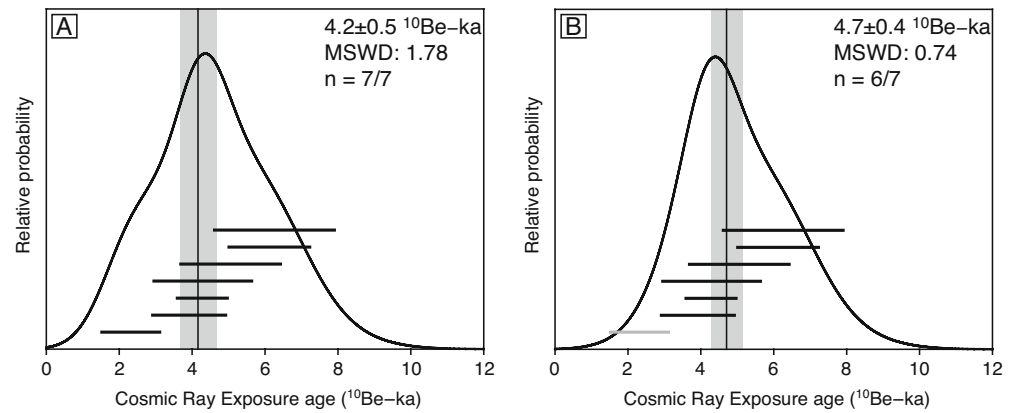 A
4.2±0.5 ¹⁰Be−ka
MSWD: 1.78
n = 7/7
Relative probability
0 2 4 6 8 10 12
Cosmic Ray Exposure age (¹⁰Be−ka)
B
4.7±0.4 ¹⁰Be−ka
MSWD: 0.74
n = 6/7
Relative probability
0 2 4 6 8 10 12
Cosmic Ray Exposure age (¹⁰Be−ka)